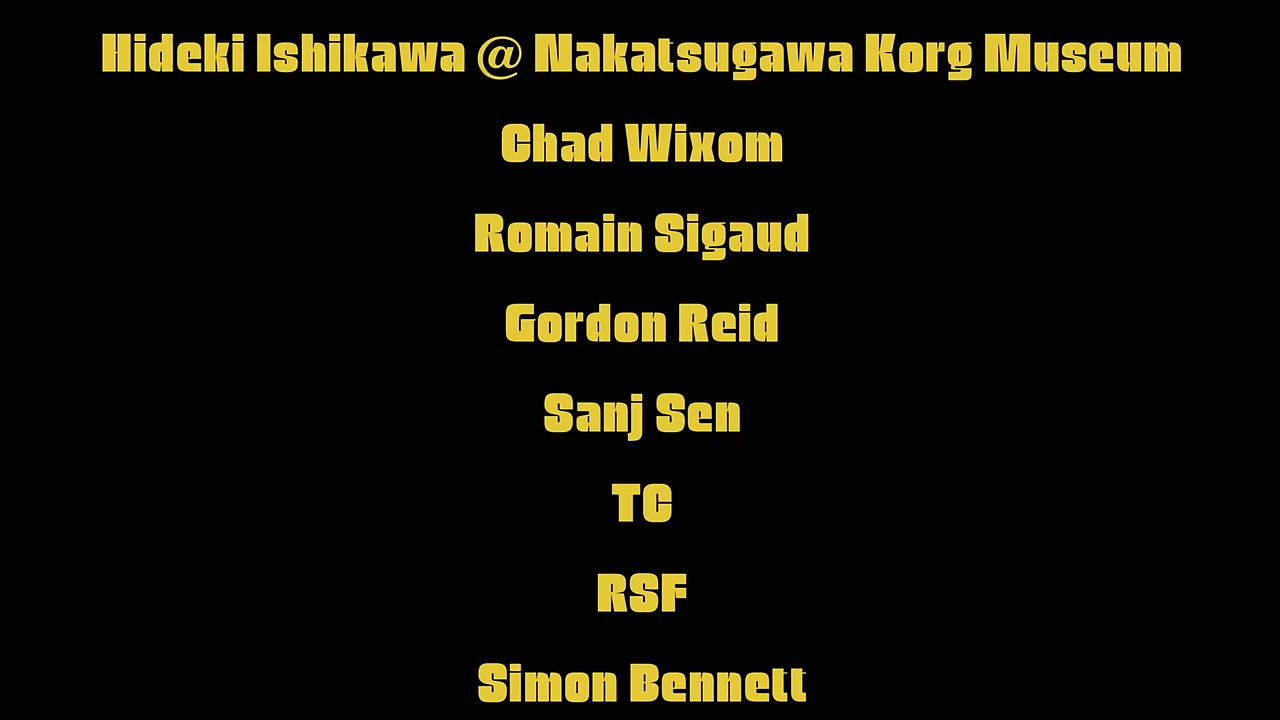 Hideki Ishikawa @ Nakatsugawa Korg Museum
Chad Wixom
Romain Sigaud
Gordon Reid
Sanj Sen
TC
RSF
Simon Bennett